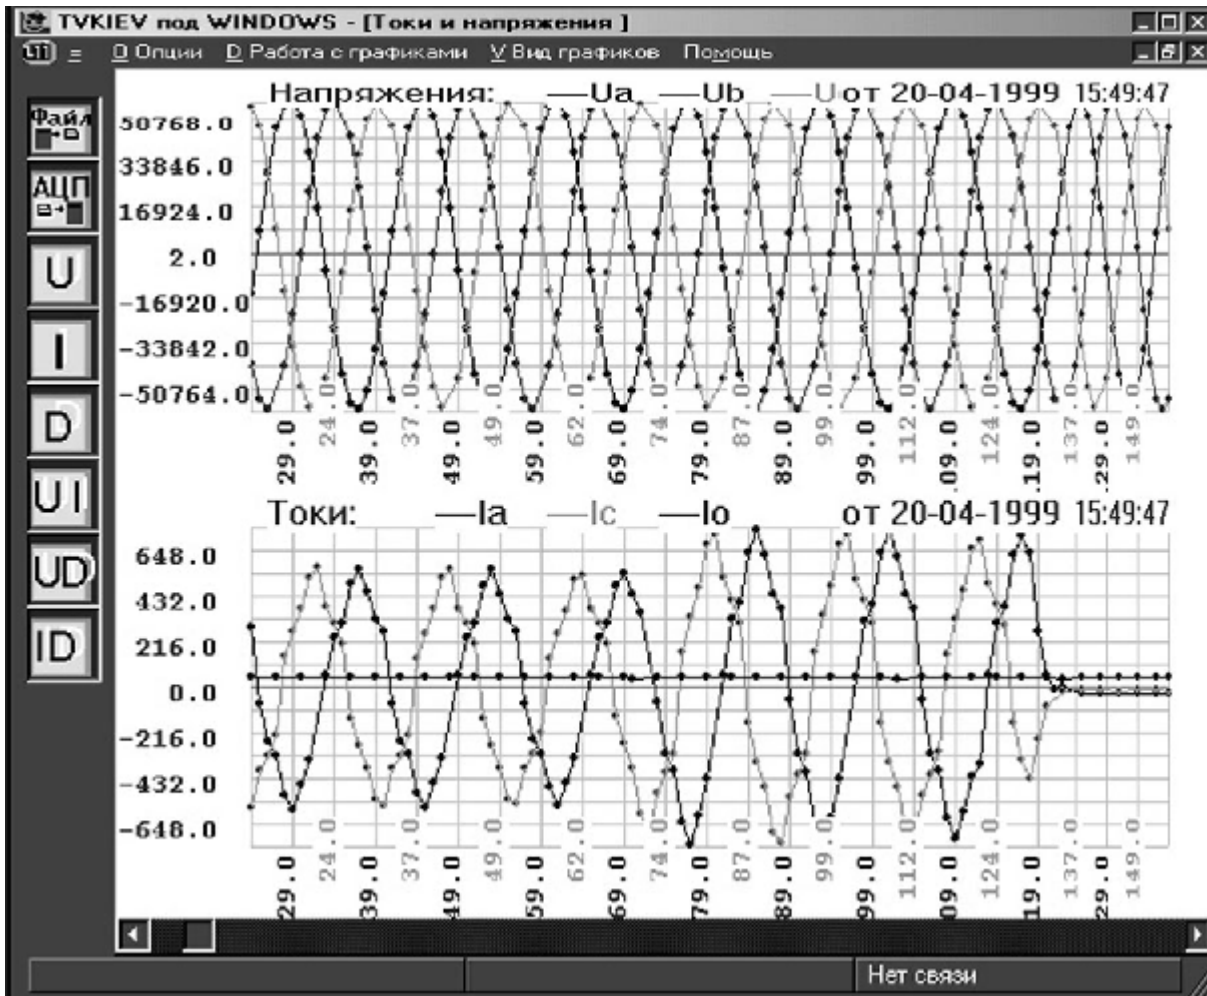 TVKIEV под WINDOWS - [Токи и напряжения ]
O Опции D Работа с графиками V Вид графиков Помощь
Файл
АЦП
U
I
D
UI
UD
ID
Напряжения: —Ua —Ub —U от 20-04-1999 15:49:47
50768.0
33846.0
16924.0
2.0
-16920.0
-33842.0
-50764.0
29.0 24.0 39.0 37.0 49.0 49.0 59.0 62.0 69.0 74.0 79.0 87.0 89.0 99.0 99.0 112.0 .09.0 124.0 .19.0 137.0 .29.0 149.0
Токи: —Ia —Ic —Io от 20-04-1999 15:49:47
648.0
432.0
216.0
0.0
-216.0
-432.0
-648.0
29.0 24.0 39.0 37.0 49.0 49.0 59.0 62.0 69.0 74.0 79.0 87.0 89.0 99.0 99.0 112.0 09.0 124.0 19.0 137.0 29.0 149.0
Нет связи